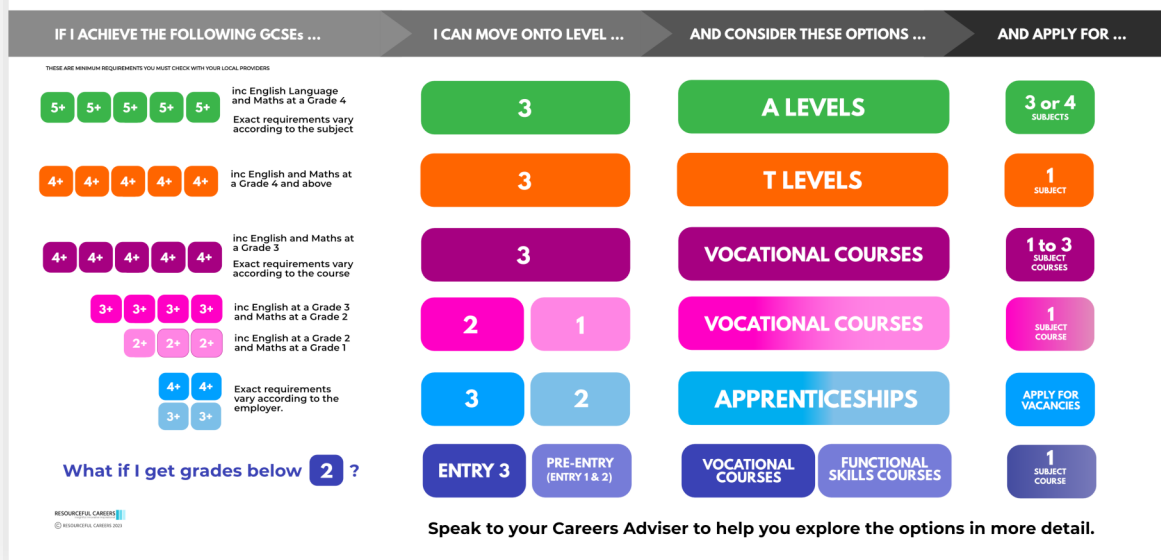 IF I ACHIEVE THE FOLLOWING GCSEs ...
I CAN MOVE ONTO LEVEL ...
AND CONSIDER THESE OPTIONS ...
AND APPLY FOR ...
THESE ARE MINIMUM REQUIREMENTS YOU MUST CHECK WITH YOUR LOCAL PROVIDERS
5+ 5+ 5+ 5+ 5+
inc English Language
and Maths at a Grade 4
Exact requirements vary
according to the subject
3
A LEVELS
3 or 4
SUBJECTS
4+ 4+ 4+ 4+ 4+
inc English and Maths at
a Grade 4 and above
3
T LEVELS
1
SUBJECT
4+ 4+ 4+ 4+ 4+
inc English and Maths at
a Grade 3
Exact requirements vary
according to the course
3
VOCATIONAL COURSES
1 to 3
SUBJECT
COURSES
3+ 3+ 3+ 3+
inc English at a Grade 3
and Maths at a Grade 2
2+ 2+ 2+
inc English at a Grade 2
and Maths at a Grade 1
2
1
VOCATIONAL COURSES
1
SUBJECT
COURSE
4+ 4+
3+ 3+
Exact requirements
vary according to the
employer.
3
2
APPRENTICESHIPS
APPLY FOR
VACANCIES
What if I get grades below 2 ?
ENTRY 3
PRE-ENTRY
(ENTRY 1 & 2)
VOCATIONAL
COURSES
FUNCTIONAL
SKILLS COURSES
1
SUBJECT
COURSE
RESOURCEFUL CAREERS
© RESOURCEFUL CAREERS 2023
Speak to your Careers Adviser to help you explore the options in more detail.